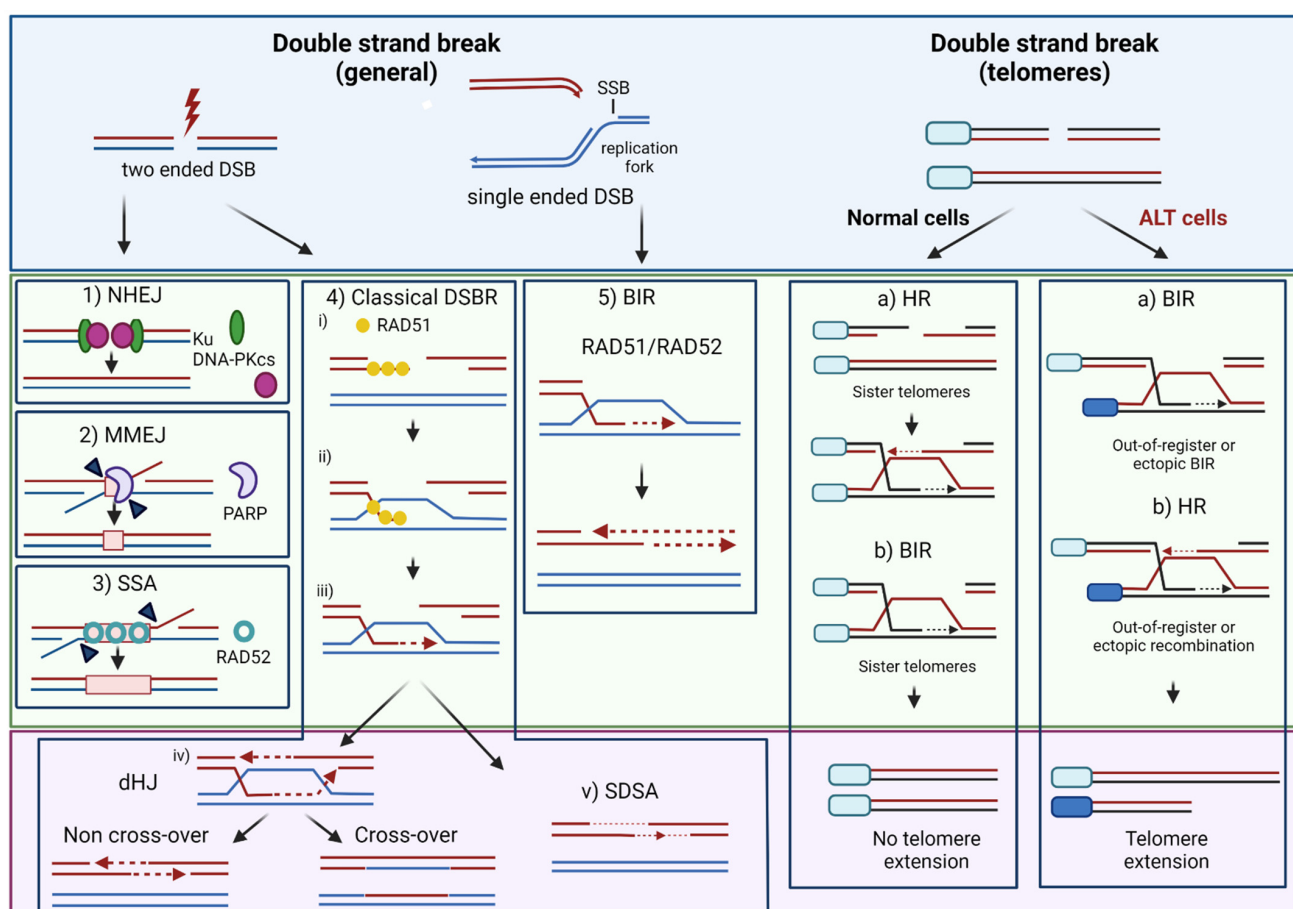 Double strand break
(general)
two ended DSB
SSB
replication
fork
single ended DSB
Double strand break
(telomeres)
Normal cells
ALT cells
1) NHEJ
Ku
DNA-PKcs
2) MMEJ
PARP
3) SSA
RAD52
4) Classical DSBR
i)
RAD51
ii)
iii)
5) BIR
RAD51/RAD52
a) HR
Sister telomeres
b) BIR
Sister telomeres
a) BIR
Out-of-register or
ectopic BIR
b) HR
Out-of-register or
ectopic recombination
iv)
dHJ
Non cross-over
Cross-over
v) SDSA
No telomere
extension
Telomere
extension